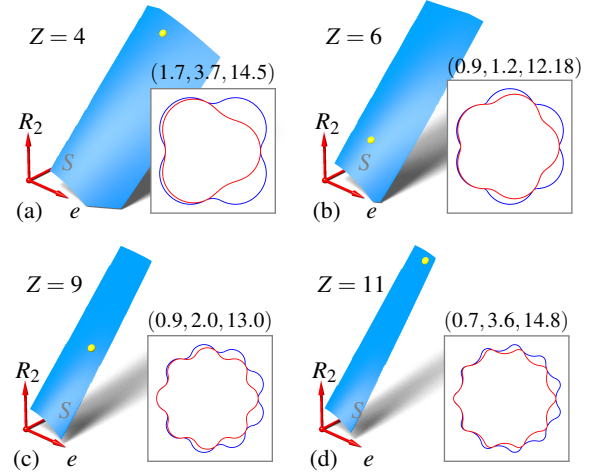 Z = 4
(1.7, 3.7, 14.5)
R₂
S
e
(a)
Z = 6
(0.9, 1.2, 12.18)
R₂
S
e
(b)
Z = 9
(0.9, 2.0, 13.0)
R₂
S
e
(c)
Z = 11
(0.7, 3.6, 14.8)
R₂
S
e
(d)